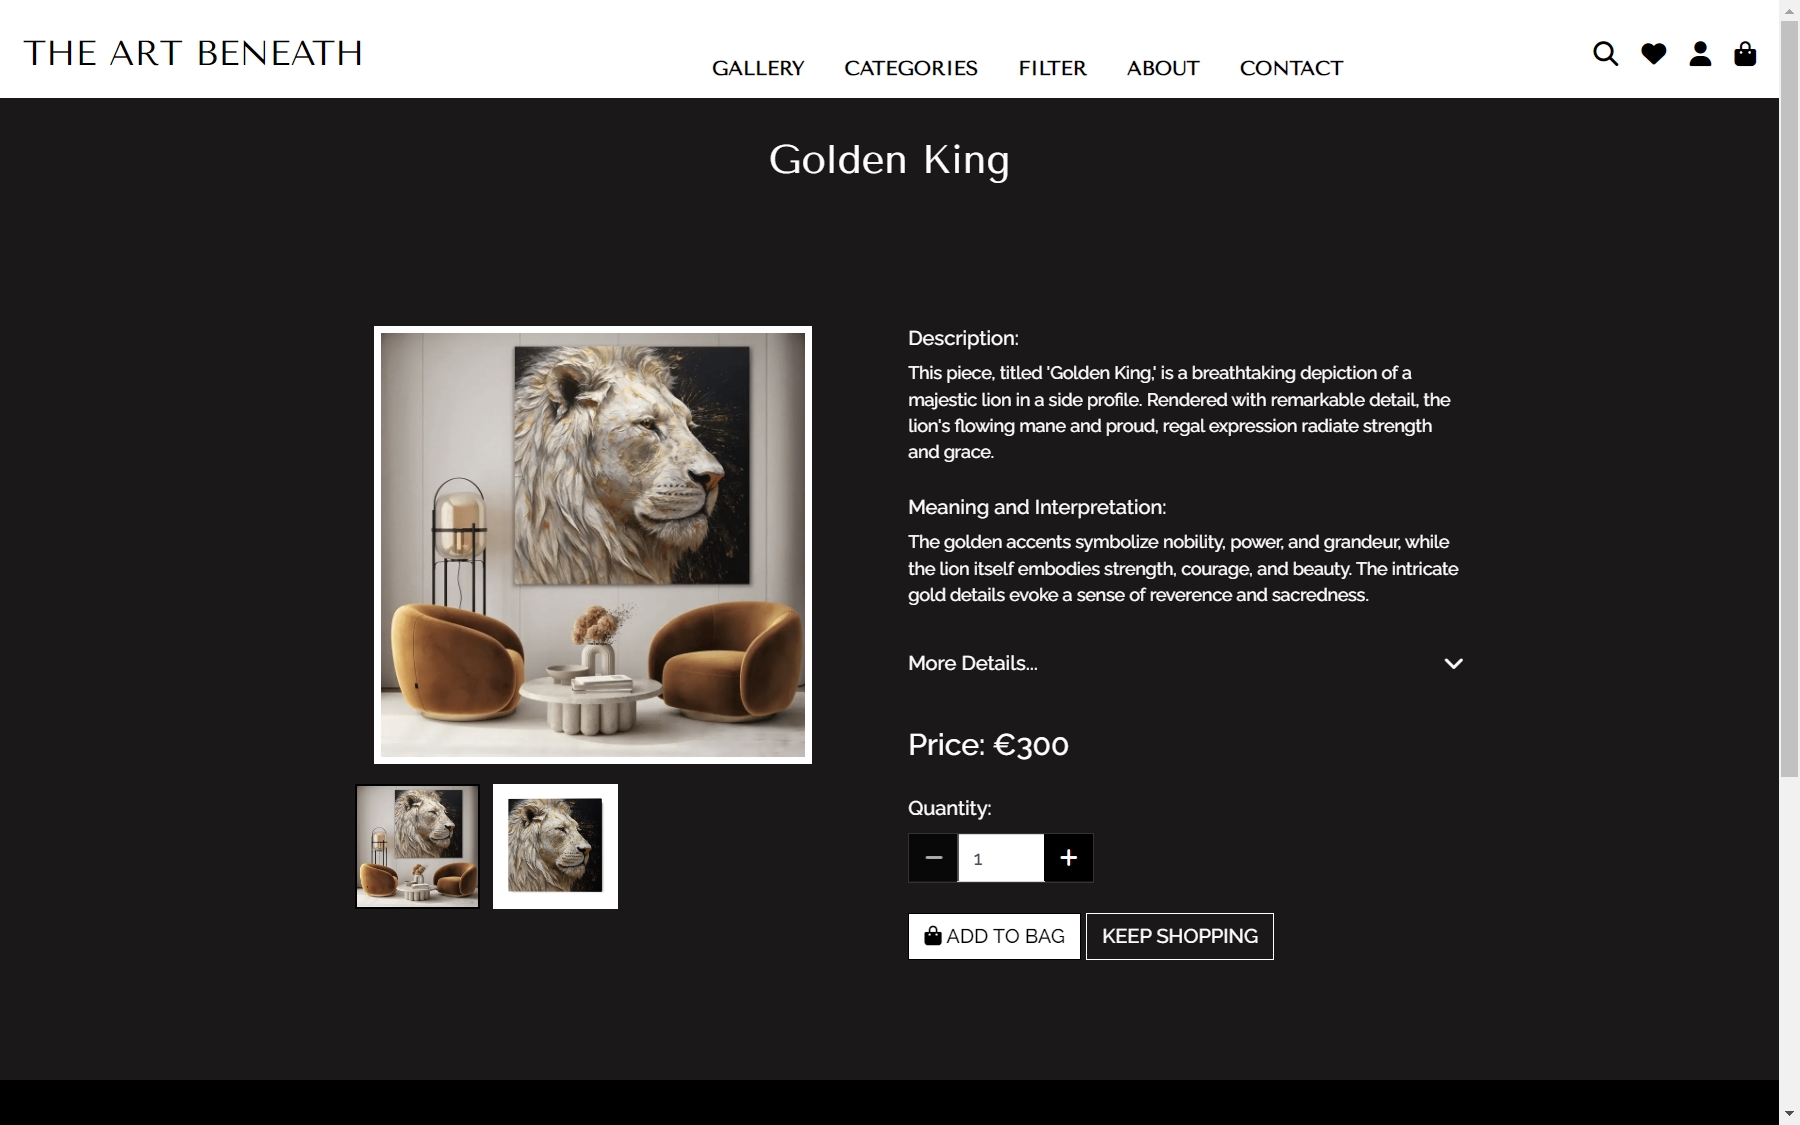 THE ART BENEATH
GALLERY CATEGORIES FILTER ABOUT CONTACT
Golden King
Description:
This piece, titled 'Golden King,' is a breathtaking depiction of a
majestic lion in a side profile. Rendered with remarkable detail, the
lion's flowing mane and proud, regal expression radiate strength
and grace.
Meaning and Interpretation:
The golden accents symbolize nobility, power, and grandeur, while
the lion itself embodies strength, courage, and beauty. The intricate
gold details evoke a sense of reverence and sacredness.
More Details...
Price: €300
Quantity:
1
ADD TO BAG KEEP SHOPPING